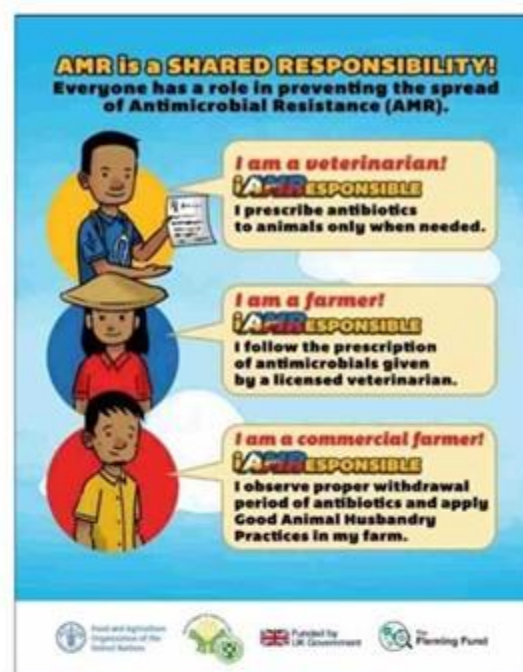 AMR is a SHARED RESPONSIBILITY!
Everyone has a role in preventing the spread
of Antimicrobial Resistance (AMR).
I am a veterinarian!
iAMRESPONSIBLE
I prescribe antibiotics
to animals only when needed.
I am a farmer!
iAMRESPONSIBLE
I follow the prescription
of antimicrobials given
by a licensed veterinarian.
I am a commercial farmer!
iAMRESPONSIBLE
I observe proper withdrawal
period of antibiotics and apply
Good Animal Husbandry
Practices in my farm.
Food and Agriculture
Organization of the
United Nations
Funded by
UK Government
The
Fleming Fund